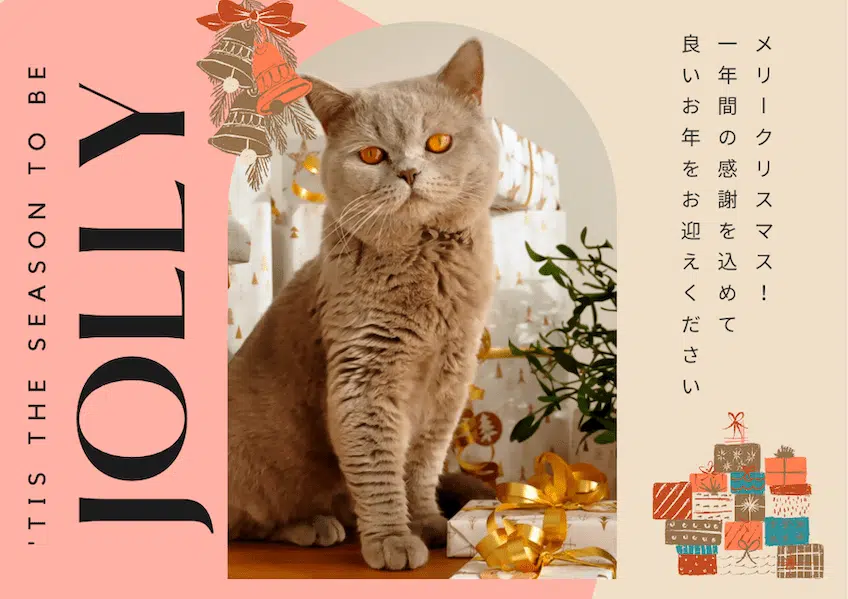 'TIS THE SEASON TO BE
JOLLY
メリークリスマス！
一年間の感謝を込めて
良いお年をお迎えください